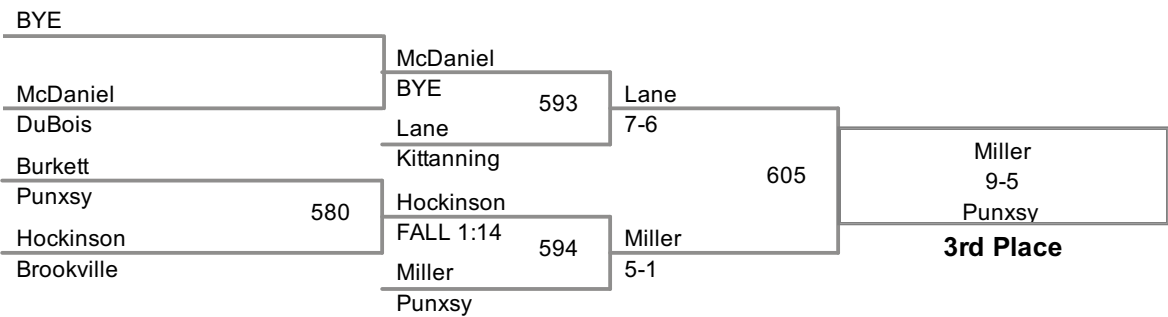 BYE
McDaniel
DuBois
Burkett
Punxsy
580
Hockinson
Brookville
McDaniel
BYE
593
Lane
Kittanning
Hockinson
FALL 1:14
594
Miller
Punxsy
Lane
7-6
605
Miller
5-1
Miller
9-5
Punxsy
3rd Place